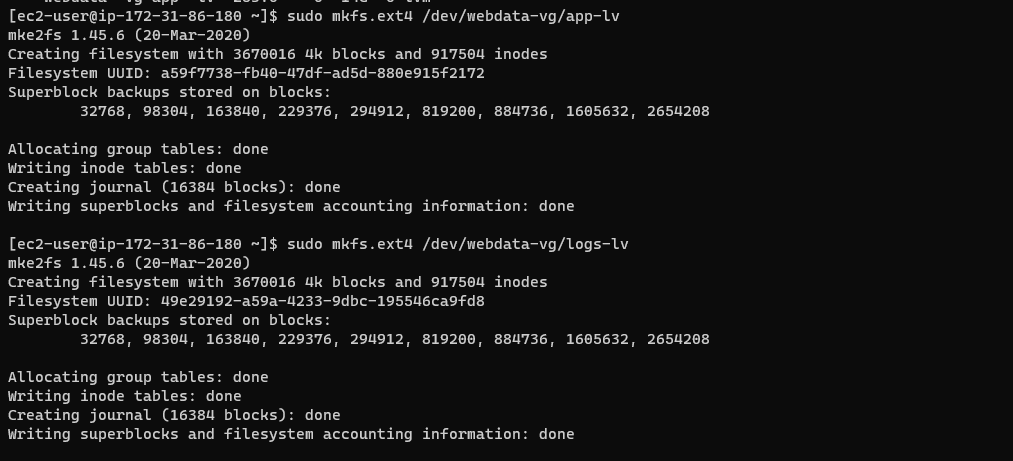 [ec2-user@ip-172-31-86-180 ~]$ sudo mkfs.ext4 /dev/webdata-vg/app-lv
mke2fs 1.45.6 (20-Mar-2020)
Creating filesystem with 3670016 4k blocks and 917504 inodes
Filesystem UUID: a59f7738-fb40-47df-ad5d-880e915f2172
Superblock backups stored on blocks:
        32768, 98304, 163840, 229376, 294912, 819200, 884736, 1605632, 2654208

Allocating group tables: done
Writing inode tables: done
Creating journal (16384 blocks): done
Writing superblocks and filesystem accounting information: done

[ec2-user@ip-172-31-86-180 ~]$ sudo mkfs.ext4 /dev/webdata-vg/logs-lv
mke2fs 1.45.6 (20-Mar-2020)
Creating filesystem with 3670016 4k blocks and 917504 inodes
Filesystem UUID: 49e29192-a59a-4233-9dbc-195546ca9fd8
Superblock backups stored on blocks:
        32768, 98304, 163840, 229376, 294912, 819200, 884736, 1605632, 2654208

Allocating group tables: done
Writing inode tables: done
Creating journal (16384 blocks): done
Writing superblocks and filesystem accounting information: done